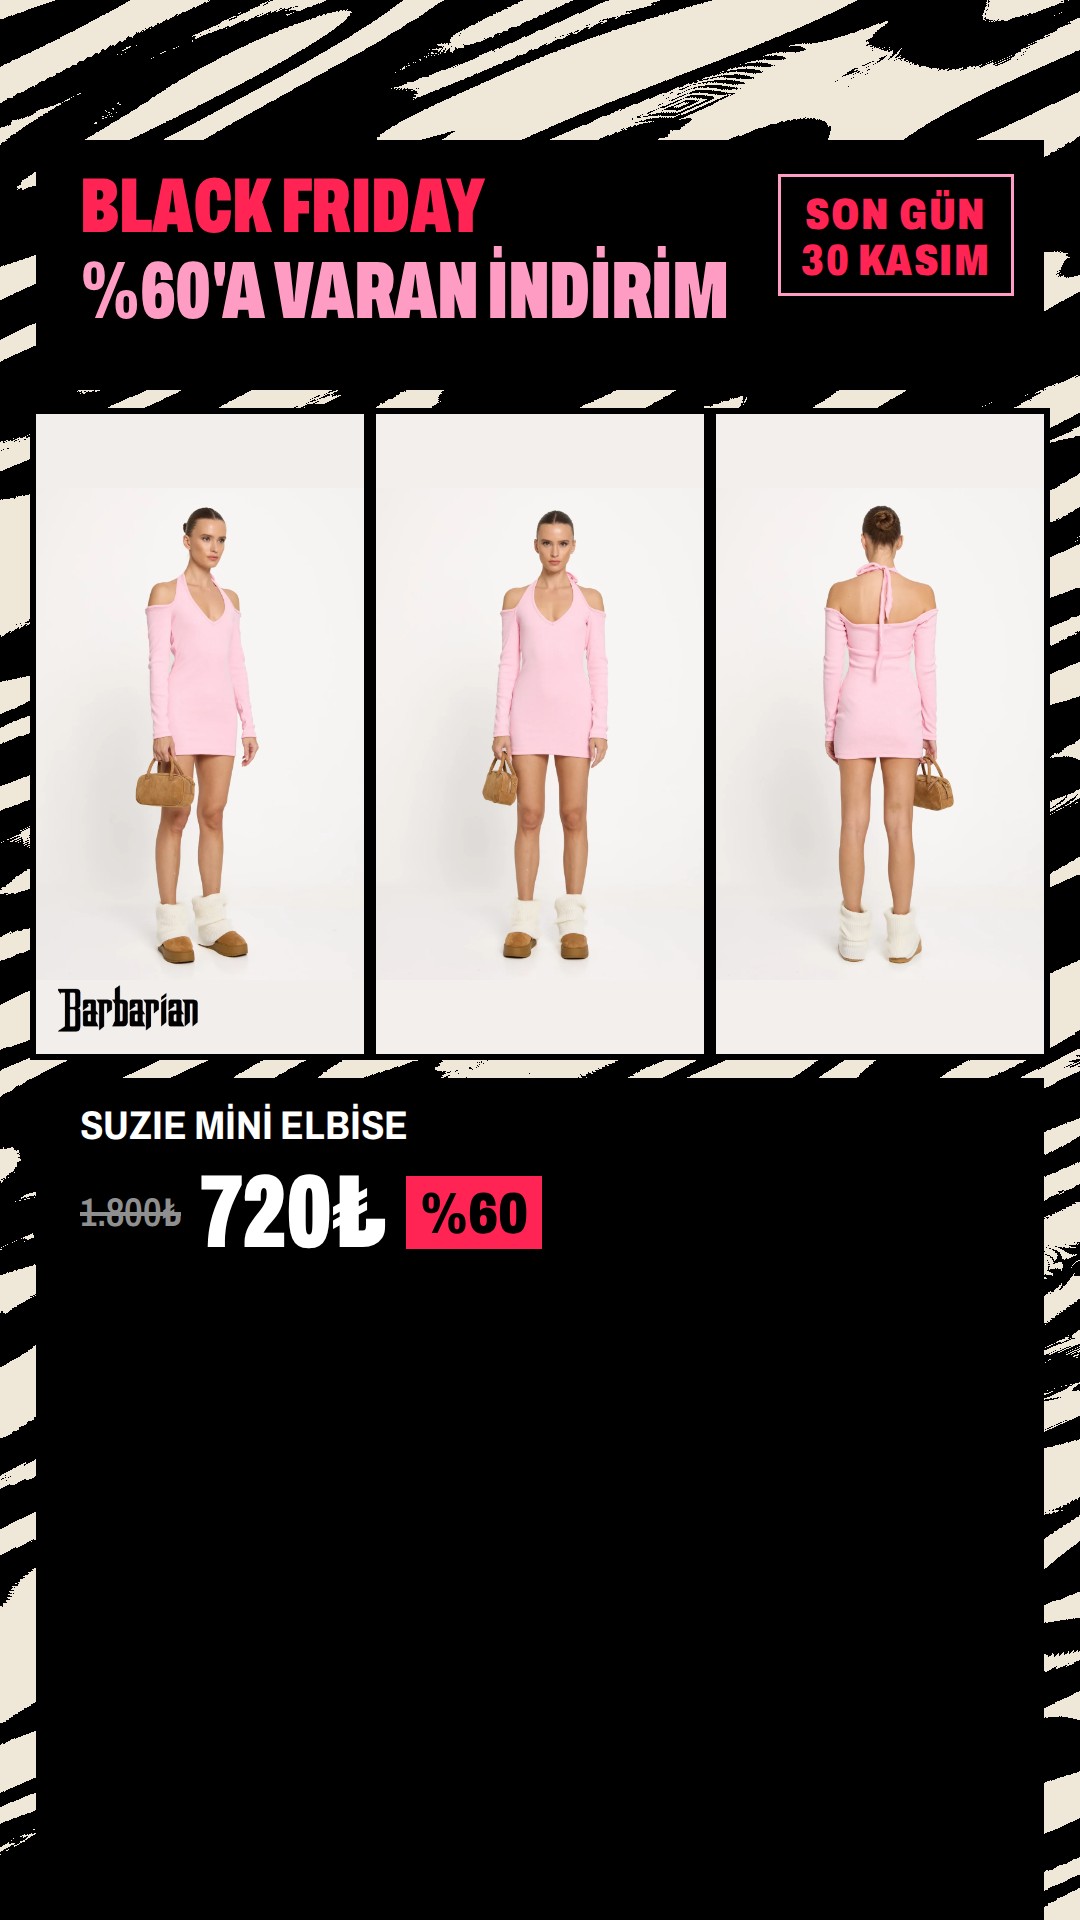 BLACK FRIDAY
%60'A VARAN İNDİRİM
SON GÜN
30 KASIM
Barbarian
SUZIE MİNİ ELBİSE
1.800₺ 720₺ %60